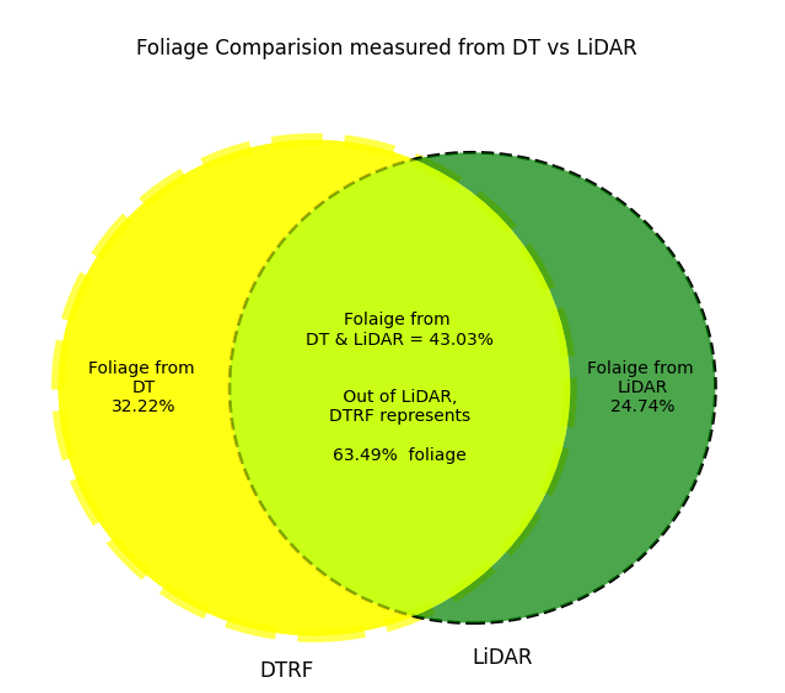 Foliage Comparision measured from DT vs LiDAR
Folaige from
DT & LiDAR = 43.03%
Foliage from
DT
32.22%
Out of LiDAR,
DTRF represents
63.49%  foliage
Folaige from
LiDAR
24.74%
DTRF
LiDAR